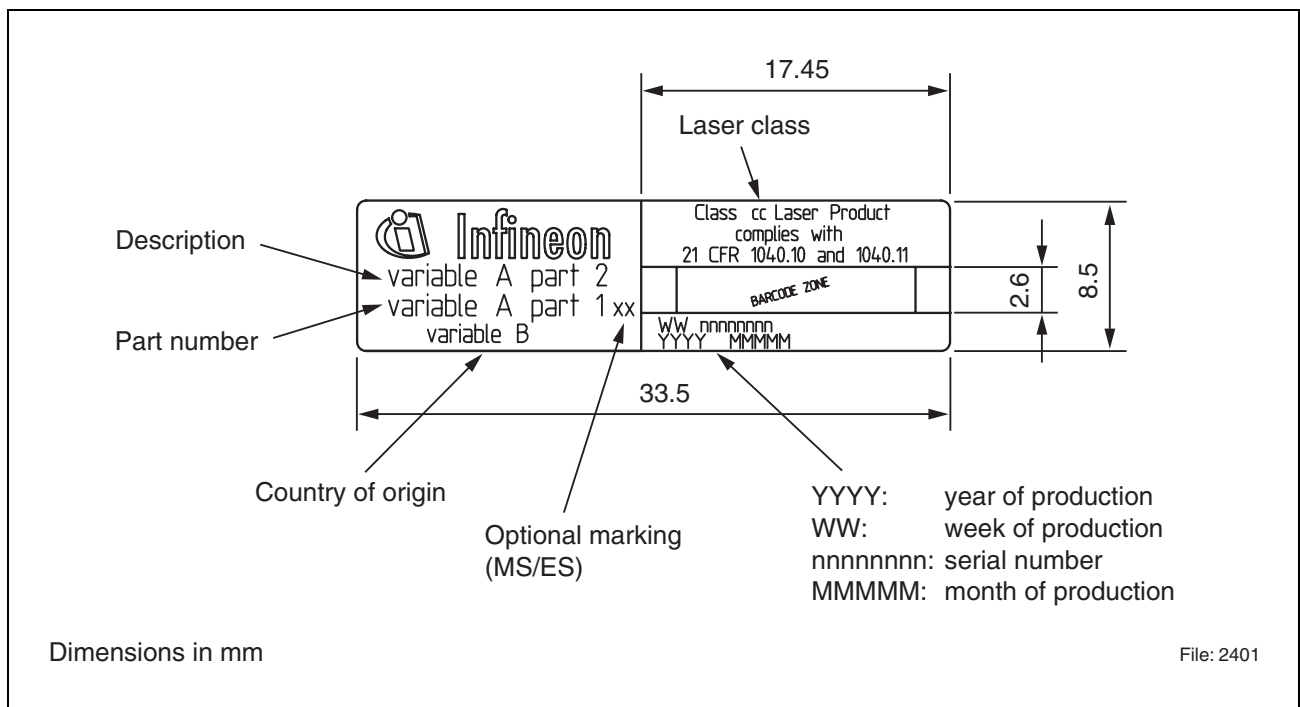 17.45
Laser class
Infineon
Class cc Laser Product
complies with
21 CFR 1040.10 and 1040.11
Description
variable A part 2
BARCODE ZONE
2.6
8.5
variable A part 1 xx
Part number
variable B
WW nnnnnnnn
YYYY MMMMM
33.5
Country of origin
Optional marking
(MS/ES)
YYYY: year of production
WW: week of production
nnnnnnnn: serial number
MMMMM: month of production
Dimensions in mm
File: 2401